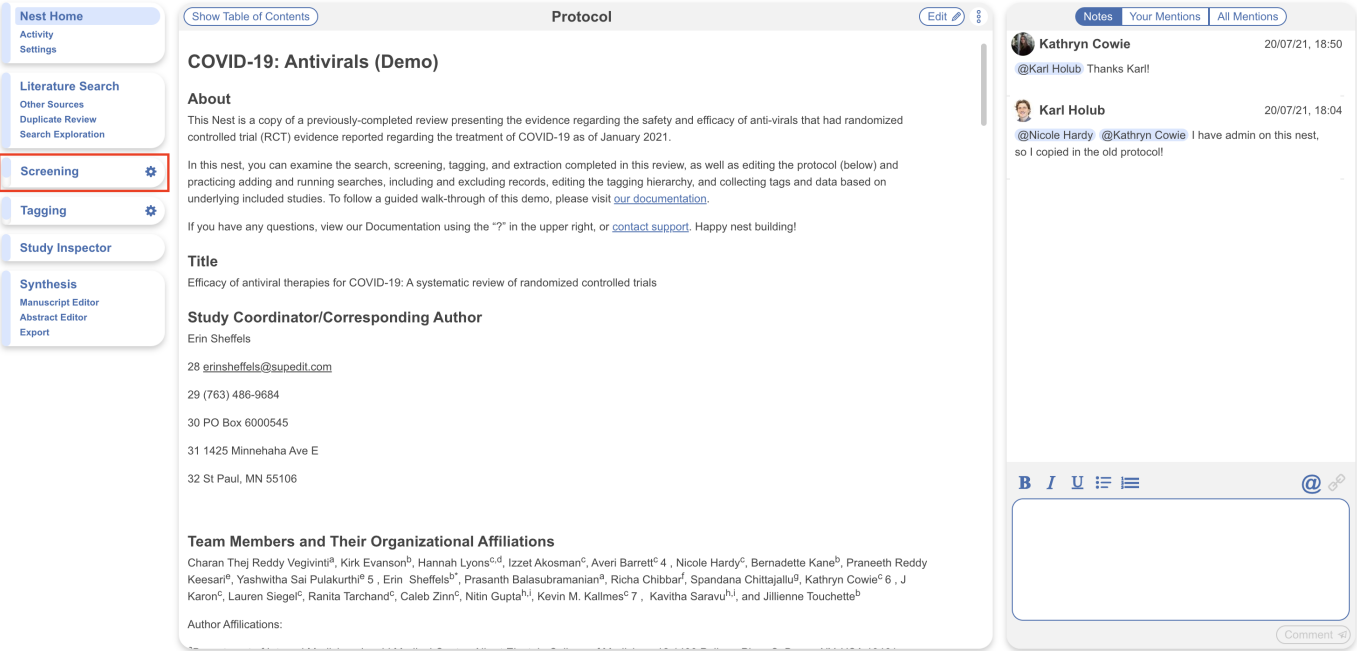 Nest Home
Activity
Settings
Literature Search
Other Sources
Duplicate Review
Search Exploration
Screening
Tagging
Study Inspector
Synthesis
Manuscript Editor
Abstract Editor
Export
Show Table of Contents
Protocol
Edit
COVID-19: Antivirals (Demo)
About
This Nest is a copy of a previously-completed review presenting the evidence regarding the safety and efficacy of anti-virals that had randomized
controlled trial (RCT) evidence reported regarding the treatment of COVID-19 as of January 2021.
In this nest, you can examine the search, screening, tagging, and extraction completed in this review, as well as editing the protocol (below) and
practicing adding and running searches, including and excluding records, editing the tagging hierarchy, and collecting tags and data based on
underlying included studies. To follow a guided walk-through of this demo, please visit our documentation.
If you have any questions, view our Documentation using the “?” in the upper right, or contact support. Happy nest building!
Title
Efficacy of antiviral therapies for COVID-19: A systematic review of randomized controlled trials
Study Coordinator/Corresponding Author
Erin Sheffels
28 erinsheffels@supedit.com
29 (763) 486-9684
30 PO Box 6000545
31 1425 Minnehaha Ave E
32 St Paul, MN 55106
Team Members and Their Organizational Affiliations
Charan Thej Reddy Vegivinti^a, Kirk Evanson^b, Hannah Lyons^c,d, Izzet Akosman^c, Averi Barrett^c 4 , Nicole Hardy^c, Bernadette Kane^b, Praneeth Reddy
Keesari^e, Yashwitha Sai Pulakurthi^e 5 , Erin Sheffels^b*, Prasanth Balasubramanian^a, Richa Chibbar^f, Spandana Chittajallu^g, Kathryn Cowie^c 6 , J
Karon^c, Lauren Siegel^c, Ranita Tarchand^c, Caleb Zinn^c, Nitin Gupta^h,i, Kevin M. Kallmes^c 7 , Kavitha Saravu^h,i, and Jillienne Touchette^b
Author Affilications:
Notes
Your Mentions
All Mentions
Kathryn Cowie 20/07/21, 18:50
@Karl Holub Thanks Karl!
Karl Holub 20/07/21, 18:04
@Nicole Hardy @Kathryn Cowie I have admin on this nest,
so I copied in the old protocol!
B I U @
Comment